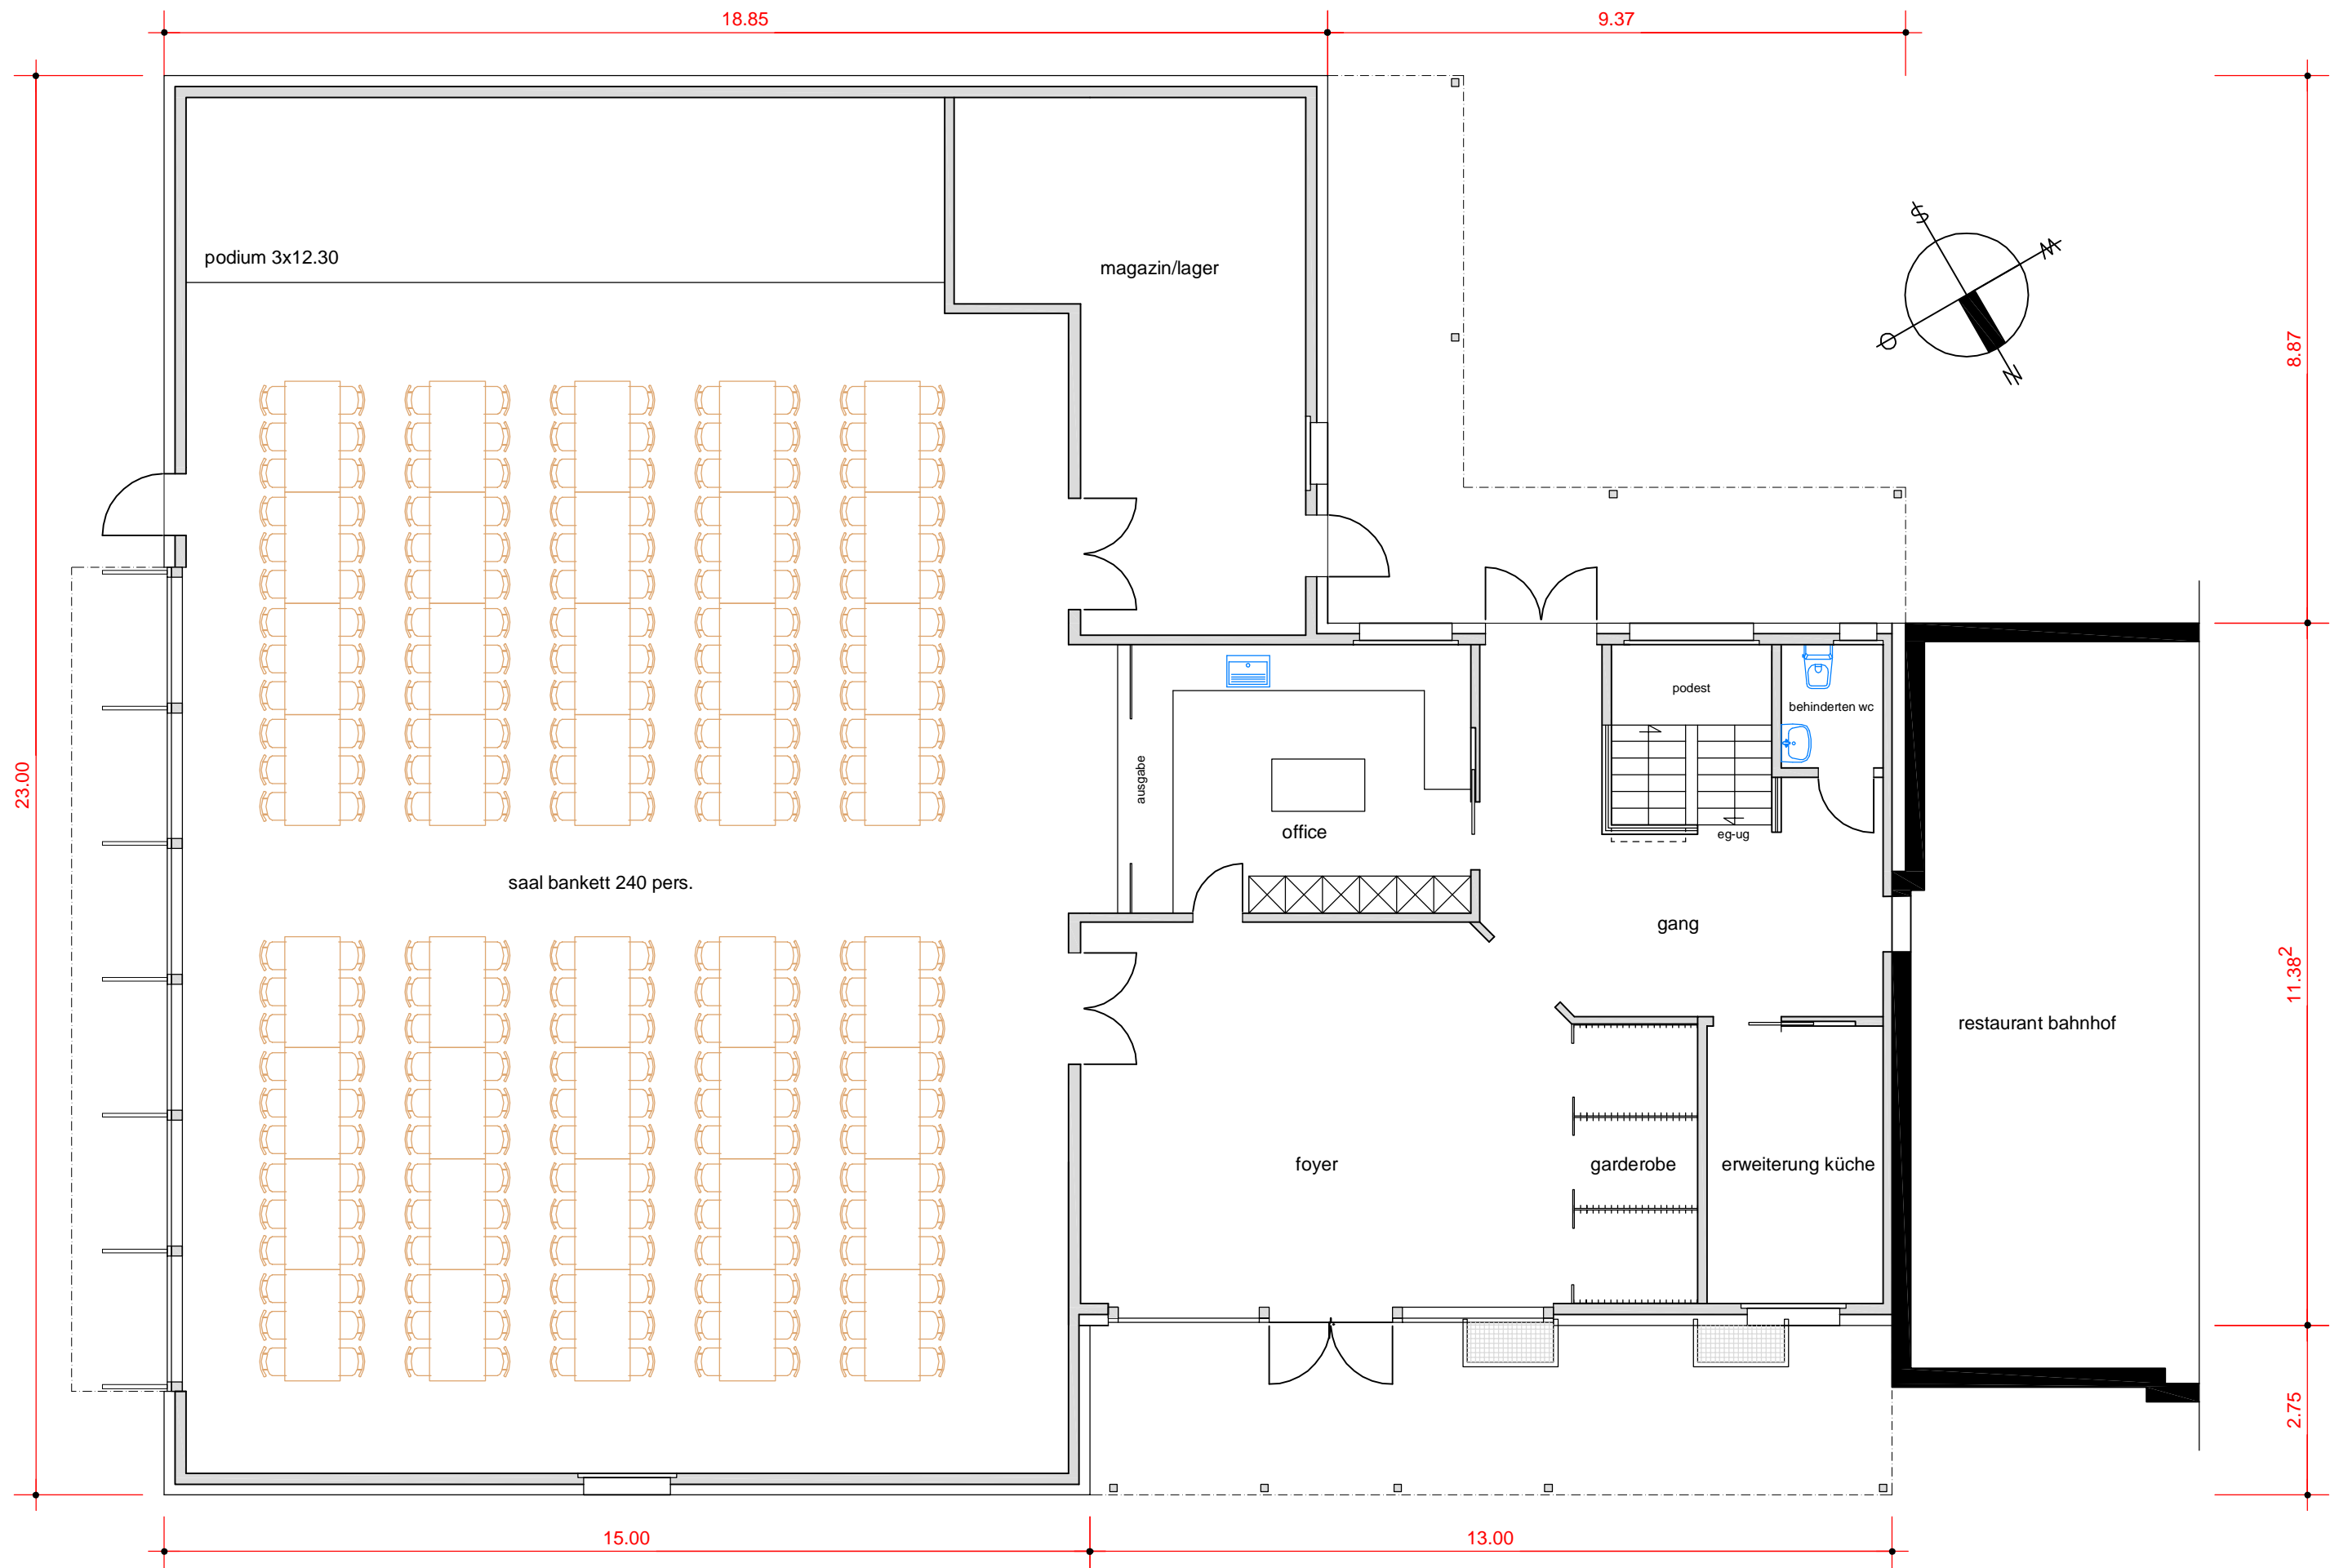 18.85
9.37
S
W
O
N
podium 3x12.30
magazin/lager
8.87
podest
behinderten wc
ausgabe
23.00
office
eg-ug
saal bankett 240 pers.
gang
11.38²
restaurant bahnhof
foyer
garderobe
erweiterung küche
2.75
15.00
13.00